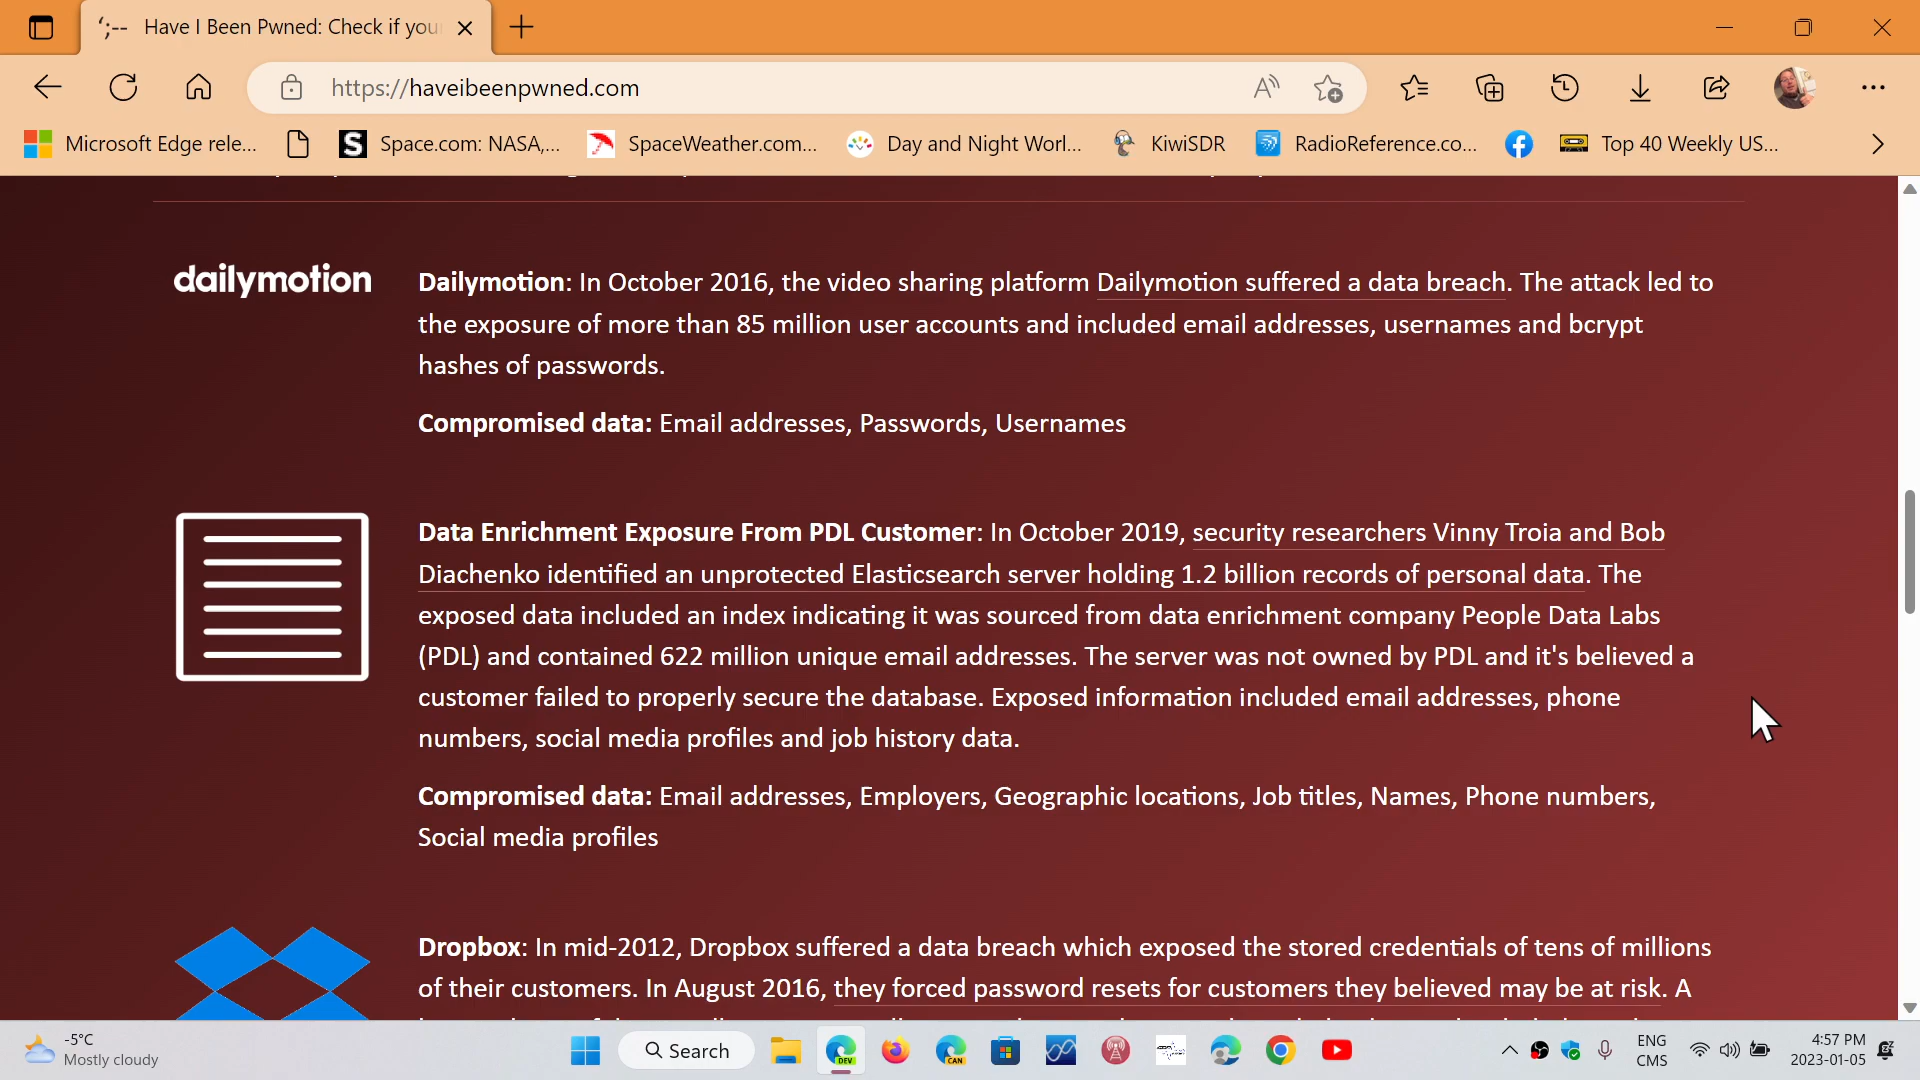 ';-- Have I Been Pwned: Check if you
https://haveibeenpwned.com
Microsoft Edge rele...
S Space.com: NASA,...
SpaceWeather.com...
Day and Night Worl...
KiwiSDR
RadioReference.co...
Top 40 Weekly US...
dailymotion
Dailymotion: In October 2016, the video sharing platform Dailymotion suffered a data breach. The attack led to
the exposure of more than 85 million user accounts and included email addresses, usernames and bcrypt
hashes of passwords.
Compromised data: Email addresses, Passwords, Usernames
Data Enrichment Exposure From PDL Customer: In October 2019, security researchers Vinny Troia and Bob
Diachenko identified an unprotected Elasticsearch server holding 1.2 billion records of personal data. The
exposed data included an index indicating it was sourced from data enrichment company People Data Labs
(PDL) and contained 622 million unique email addresses. The server was not owned by PDL and it's believed a
customer failed to properly secure the database. Exposed information included email addresses, phone
numbers, social media profiles and job history data.
Compromised data: Email addresses, Employers, Geographic locations, Job titles, Names, Phone numbers,
Social media profiles
Dropbox: In mid-2012, Dropbox suffered a data breach which exposed the stored credentials of tens of millions
of their customers. In August 2016, they forced password resets for customers they believed may be at risk. A
-5°C
Mostly cloudy
Search
DEV
CAN
ENG
CMS
4:57 PM
2023-01-05